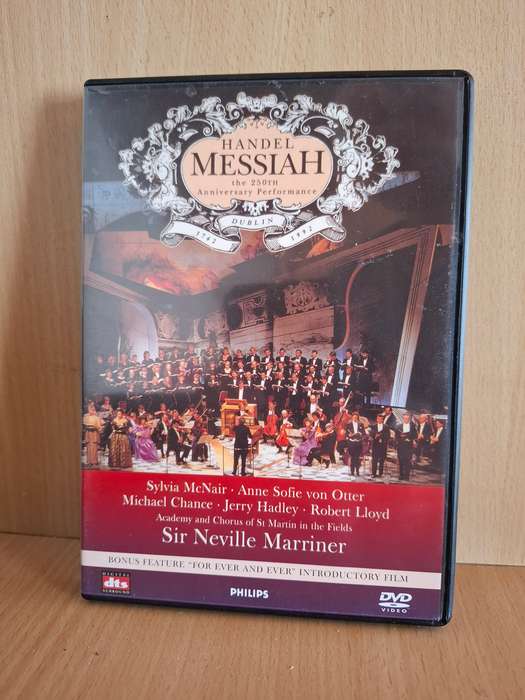 HANDEL
MESSIAH
the 250TH
Anniversary Performance
DUBLIN
1742 1992
Sylvia McNair · Anne Sofie von Otter
Michael Chance · Jerry Hadley · Robert Lloyd
Academy and Chorus of St Martin in the Fields
Sir Neville Marriner
BONUS FEATURE "FOR EVER AND EVER" INTRODUCTORY FILM
DIGITAL
dts
SURROUND
PHILIPS
DVD
VIDEO